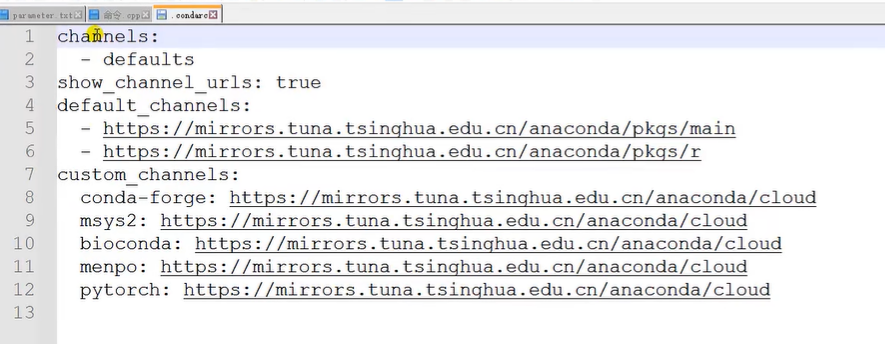 parameter.txt 命令.cpp .condarc
1 channels:
2 - defaults
3 show_channel_urls: true
4 default_channels:
5 - https://mirrors.tuna.tsinghua.edu.cn/anaconda/pkgs/main
6 - https://mirrors.tuna.tsinghua.edu.cn/anaconda/pkgs/r
7 custom_channels:
8 conda-forge: https://mirrors.tuna.tsinghua.edu.cn/anaconda/cloud
9 msys2: https://mirrors.tuna.tsinghua.edu.cn/anaconda/cloud
10 bioconda: https://mirrors.tuna.tsinghua.edu.cn/anaconda/cloud
11 menpo: https://mirrors.tuna.tsinghua.edu.cn/anaconda/cloud
12 pytorch: https://mirrors.tuna.tsinghua.edu.cn/anaconda/cloud
13